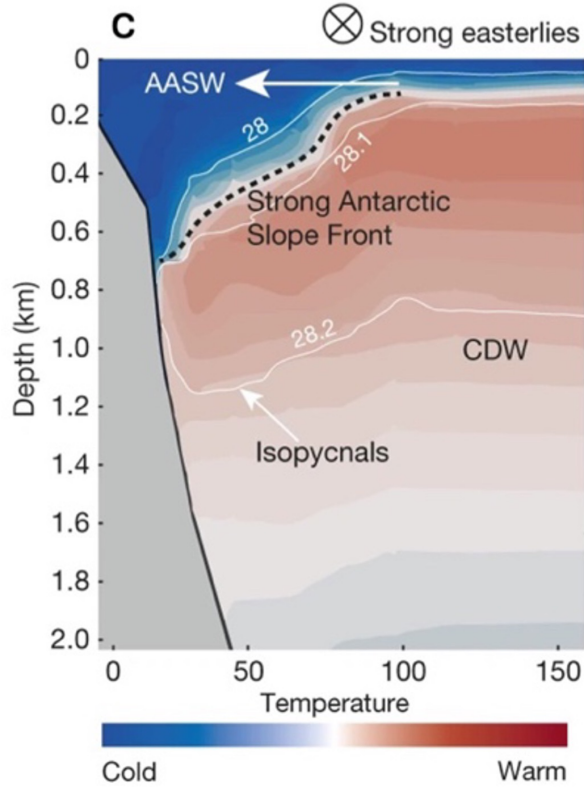 C
Strong easterlies
0
AASW
0.2
28
28.1
0.4
Strong Antarctic
Slope Front
0.6
0.8
28.2
1.0
CDW
1.2
Isopycnals
1.4
1.6
1.8
2.0
Depth (km)
0 50 100 150
Temperature
Cold Warm